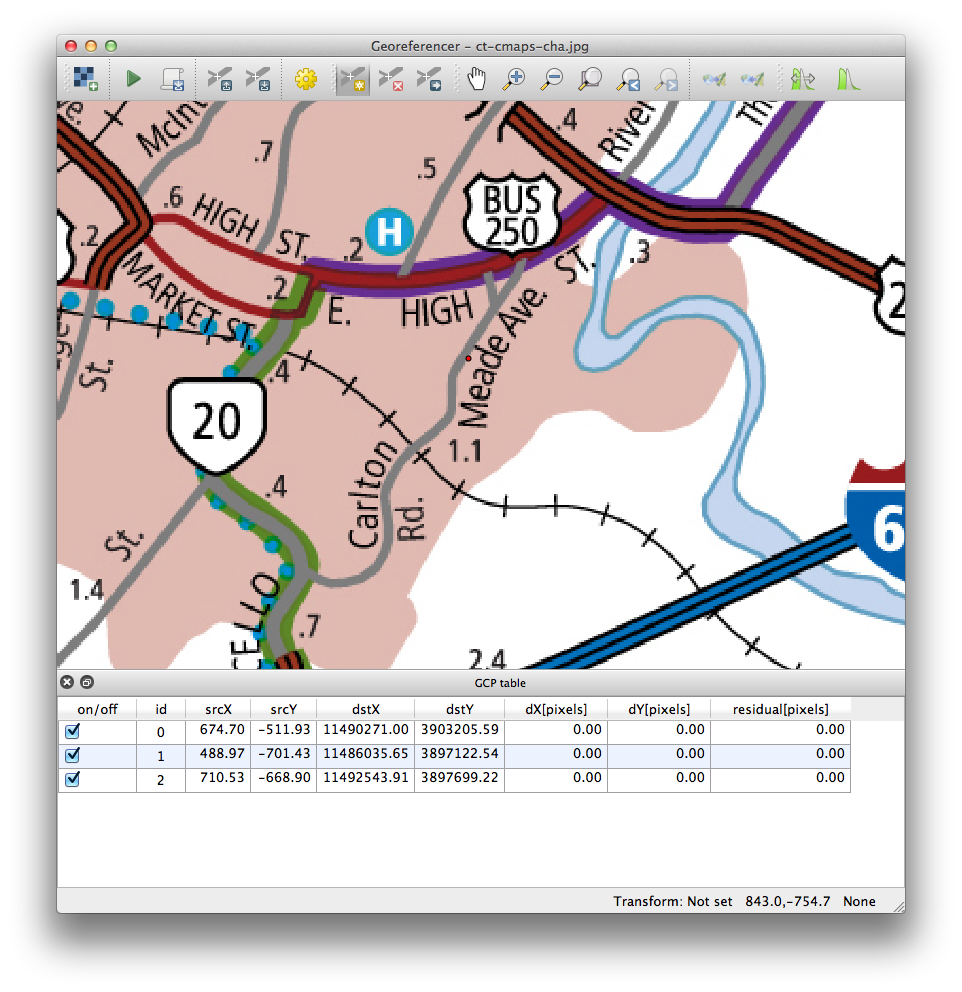 Georeferencer - ct-cmaps-cha.jpg
McInt
.7
.5
.4
River
Th
.6
HIGH ST.
.2
H
BUS
250
.2
.3
2
MARKET ST.
.2
E. HIGH ST.
Meade Ave.
St.
.4
20
1.1
Carlton Rd.
.4
6
St.
1.4
CELLO
.7
2.4
GCP table
on/off id srcX srcY dstX dstY dX[pixels] dY[pixels] residual[pixels]
0 674.70 -511.93 11490271.00 3903205.59 0.00 0.00 0.00
1 488.97 -701.43 11486035.65 3897122.54 0.00 0.00 0.00
2 710.53 -668.90 11492543.91 3897699.22 0.00 0.00 0.00
Transform: Not set 843.0,-754.7 None